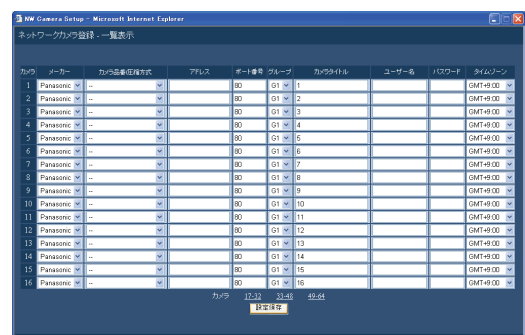 NW Camera Setup - Microsoft Internet Explorer
ネットワークカメラ登録 - 一覧表示
カメラ メーカー カメラ品番/圧縮方式 アドレス ポート番号 グループ カメラタイトル ユーザー名 パスワード タイムゾーン
1 Panasonic -- 80 G1 1 GMT+9:00
2 Panasonic -- 80 G1 2 GMT+9:00
3 Panasonic -- 80 G1 3 GMT+9:00
4 Panasonic -- 80 G1 4 GMT+9:00
5 Panasonic -- 80 G1 5 GMT+9:00
6 Panasonic -- 80 G1 6 GMT+9:00
7 Panasonic -- 80 G1 7 GMT+9:00
8 Panasonic -- 80 G1 8 GMT+9:00
9 Panasonic -- 80 G1 9 GMT+9:00
10 Panasonic -- 80 G1 10 GMT+9:00
11 Panasonic -- 80 G1 11 GMT+9:00
12 Panasonic -- 80 G1 12 GMT+9:00
13 Panasonic -- 80 G1 13 GMT+9:00
14 Panasonic -- 80 G1 14 GMT+9:00
15 Panasonic -- 80 G1 15 GMT+9:00
16 Panasonic -- 80 G1 16 GMT+9:00
カメラ 17-32 33-48 49-64
設定保存